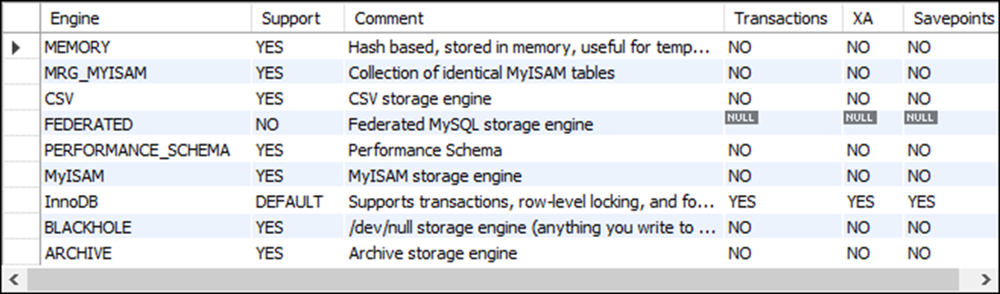 Engine Support Comment Transactions XA Savepoints
MEMORY YES Hash based, stored in memory, useful for temp... NO NO NO
MRG_MYISAM YES Collection of identical MyISAM tables NO NO NO
CSV YES CSV storage engine NO NO NO
FEDERATED NO Federated MySQL storage engine NULL NULL NULL
PERFORMANCE_SCHEMA YES Performance Schema NO NO NO
MyISAM YES MyISAM storage engine NO NO NO
InnoDB DEFAULT Supports transactions, row-level locking, and fo... YES YES YES
BLACKHOLE YES /dev/null storage engine (anything you write to ... NO NO NO
ARCHIVE YES Archive storage engine NO NO NO